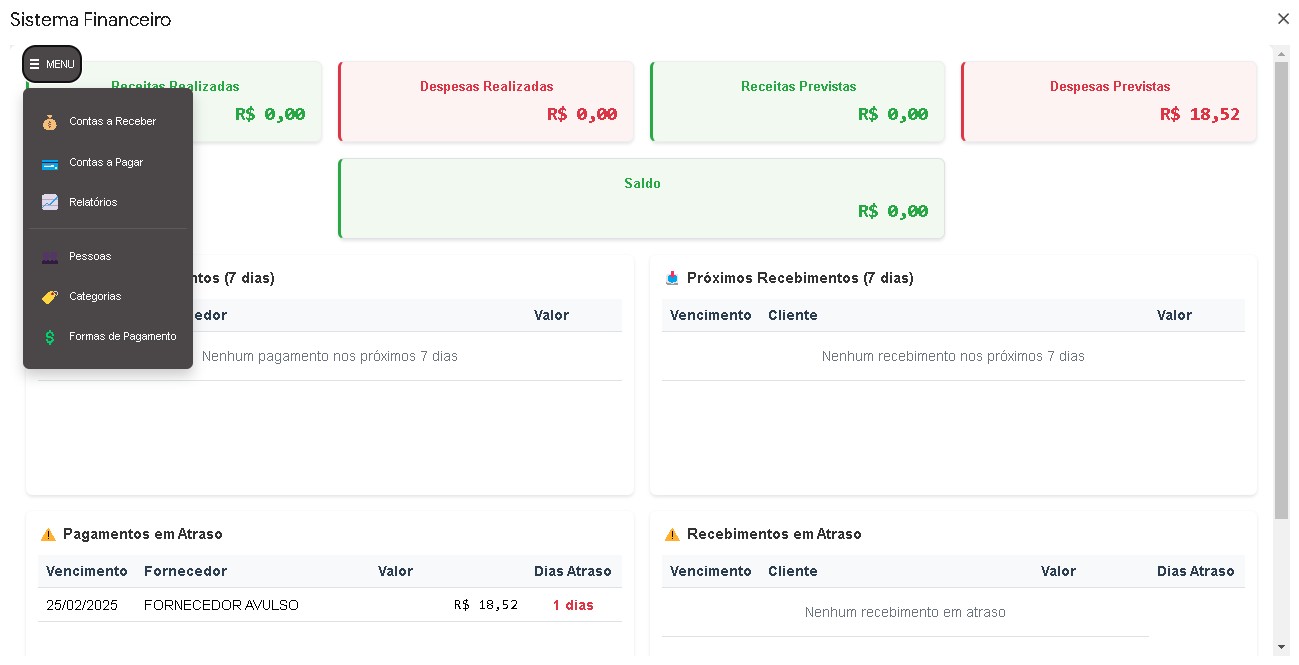 Sistema Financeiro
MENU
Contas a Receber
Contas a Pagar
Relatórios
Pessoas
Categorias
Formas de Pagamento
Receitas Realizadas
R$ 0,00
Despesas Realizadas
R$ 0,00
Receitas Previstas
R$ 0,00
Despesas Previstas
R$ 18,52
Saldo
R$ 0,00
ntos (7 dias)
edor Valor
Nenhum pagamento nos próximos 7 dias
Próximos Recebimentos (7 dias)
Vencimento Cliente Valor
Nenhum recebimento nos próximos 7 dias
Pagamentos em Atraso
Vencimento Fornecedor Valor Dias Atraso
25/02/2025 FORNECEDOR AVULSO R$ 18,52 1 dias
Recebimentos em Atraso
Vencimento Cliente Valor Dias Atraso
Nenhum recebimento em atraso